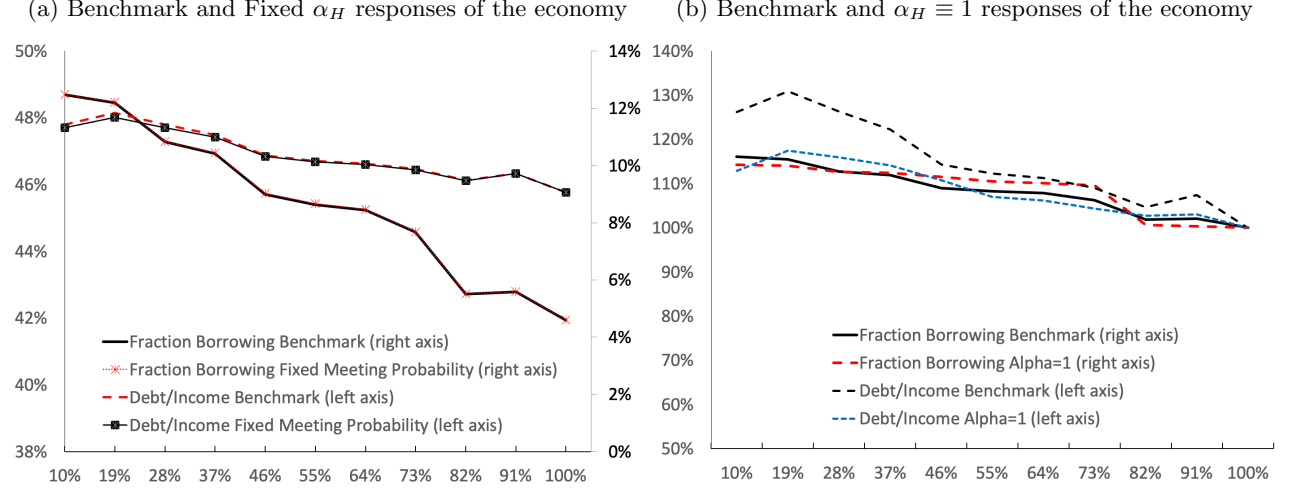 (a) Benchmark and Fixed α_H responses of the economy
50%
48%
46%
44%
42%
40%
38%
14%
12%
10%
8%
6%
4%
2%
0%
Fraction Borrowing Benchmark (right axis)
Fraction Borrowing Fixed Meeting Probability (right axis)
Debt/Income Benchmark (left axis)
Debt/Income Fixed Meeting Probability (left axis)
10% 19% 28% 37% 46% 55% 64% 73% 82% 91% 100%
(b) Benchmark and α_H ≡ 1 responses of the economy
140%
130%
120%
110%
100%
90%
80%
70%
60%
50%
Fraction Borrowing Benchmark (right axis)
Fraction Borrowing Alpha=1 (right axis)
Debt/Income Benchmark (left axis)
Debt/Income Alpha=1 (left axis)
10% 19% 28% 37% 46% 55% 64% 73% 82% 91% 100%